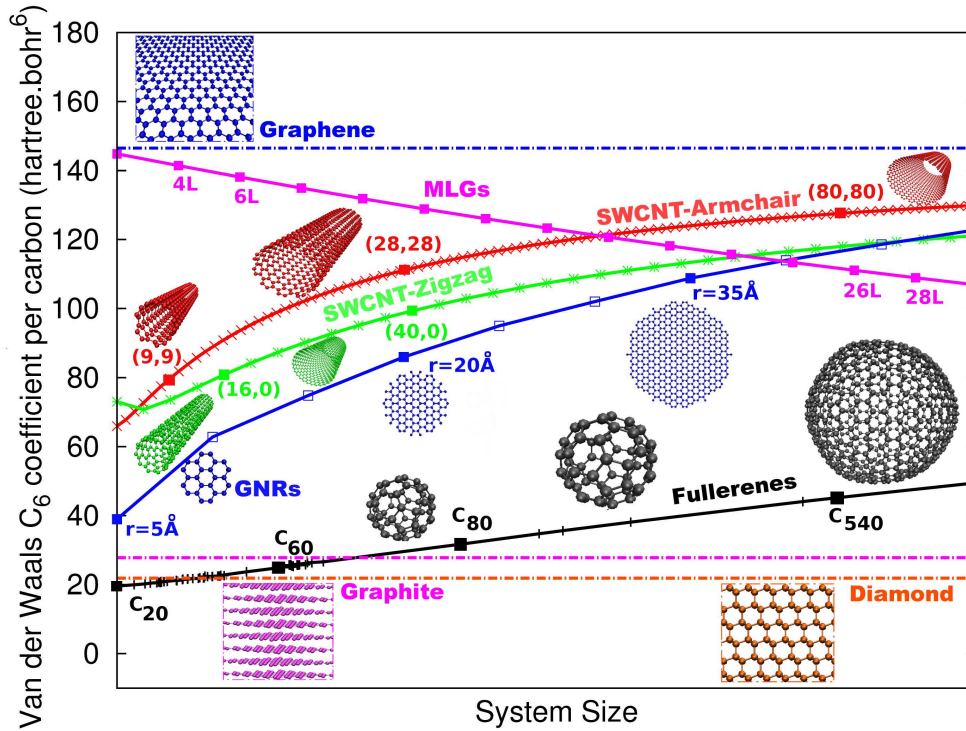 Van der Waals C6 coefficient per carbon (hartree.bohr6)
180
160
140
120
100
80
60
40
20
0
Graphene
4L
6L
MLGs
SWCNT-Armchair
(80,80)
(28,28)
SWCNT-Zigzag
(9,9)
(40,0)
(16,0)
r=35Å
26L
28L
r=20Å
GNRs
r=5Å
Fullerenes
C20
C60
C80
C540
Graphite
Diamond
System Size